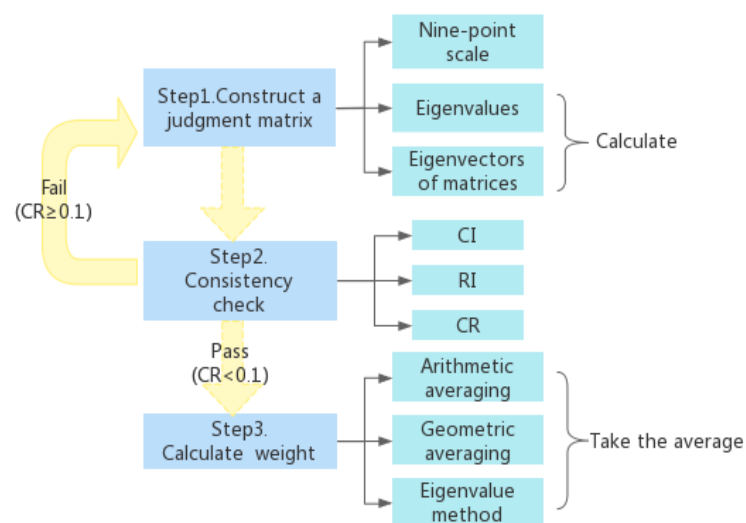 Nine-point
scale
Step1.Construct a
judgment matrix
Eigenvalues
Calculate
Eigenvectors
of matrices
Fail
(CR≥0.1)
Step2.
Consistency
check
CI
RI
CR
Pass
(CR<0.1)
Arithmetic
averaging
Step3.
Calculate weight
Geometric
averaging
Take the average
Eigenvalue
method